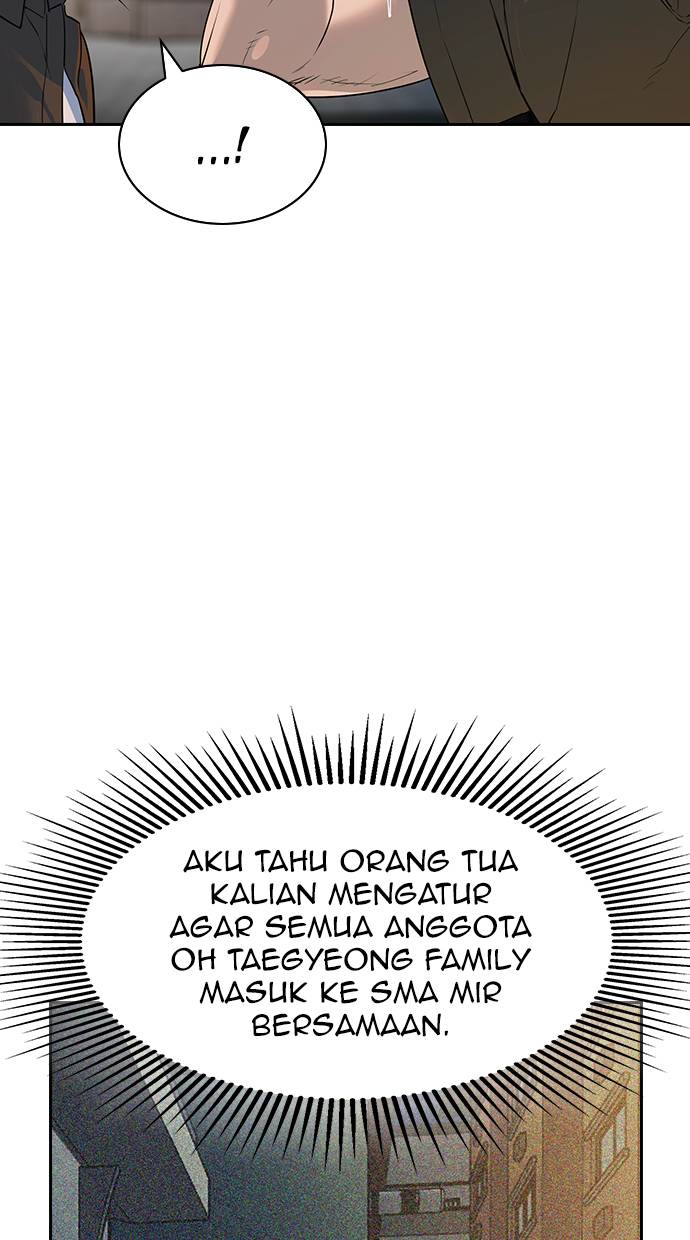 ...!
AKU TAHU ORANG TUA
KALIAN MENGATUR
AGAR SEMUA ANGGOTA
OH TAEGYEONG FAMILY
MASUK KE SMA MIR
BERSAMAAN.